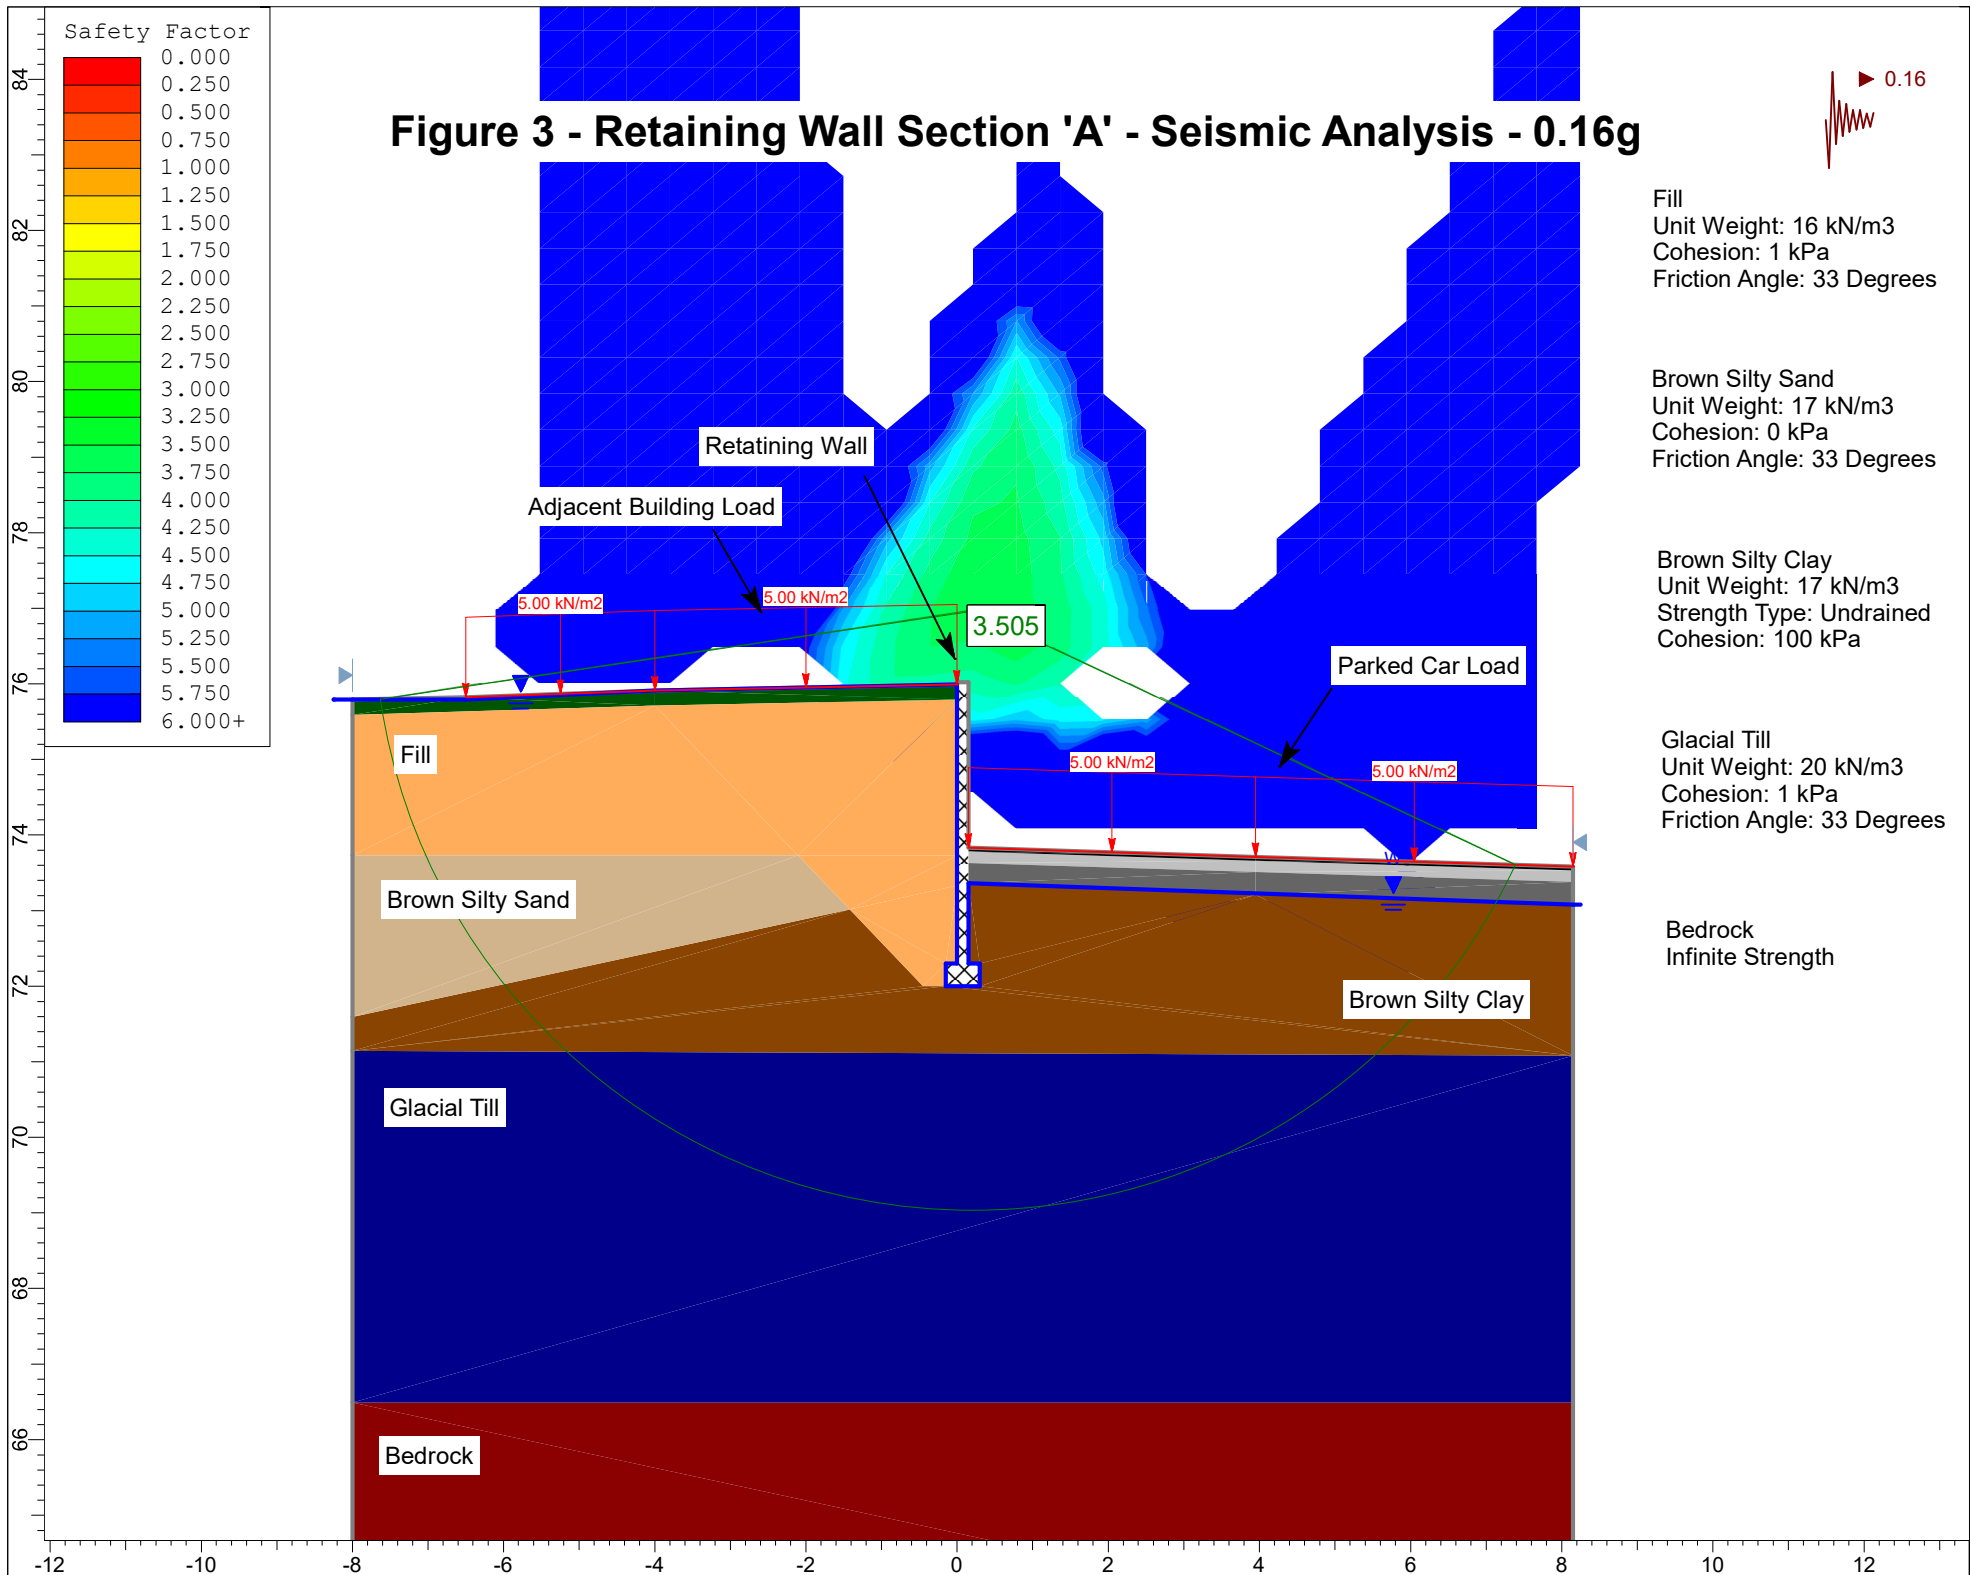 Safety Factor
0.000
0.250
0.500
0.750
1.000
1.250
1.500
1.750
2.000
2.250
2.500
2.750
3.000
3.250
3.500
3.750
4.000
4.250
4.500
4.750
5.000
5.250
5.500
5.750
6.000+
Figure 3 - Retaining Wall Section 'A' - Seismic Analysis - 0.16g
0.16
Fill
Unit Weight: 16 kN/m3
Cohesion: 1 kPa
Friction Angle: 33 Degrees
Brown Silty Sand
Unit Weight: 17 kN/m3
Cohesion: 0 kPa
Friction Angle: 33 Degrees
Brown Silty Clay
Unit Weight: 17 kN/m3
Strength Type: Undrained
Cohesion: 100 kPa
Glacial Till
Unit Weight: 20 kN/m3
Cohesion: 1 kPa
Friction Angle: 33 Degrees
Bedrock
Infinite Strength
Retatining Wall
Adjacent Building Load
5.00 kN/m2
5.00 kN/m2
3.505
Parked Car Load
5.00 kN/m2
5.00 kN/m2
W
Fill
Brown Silty Sand
Brown Silty Clay
Glacial Till
Bedrock
84
82
80
78
76
74
72
70
68
66
-12
-10
-8
-6
-4
-2
0
2
4
6
8
10
12